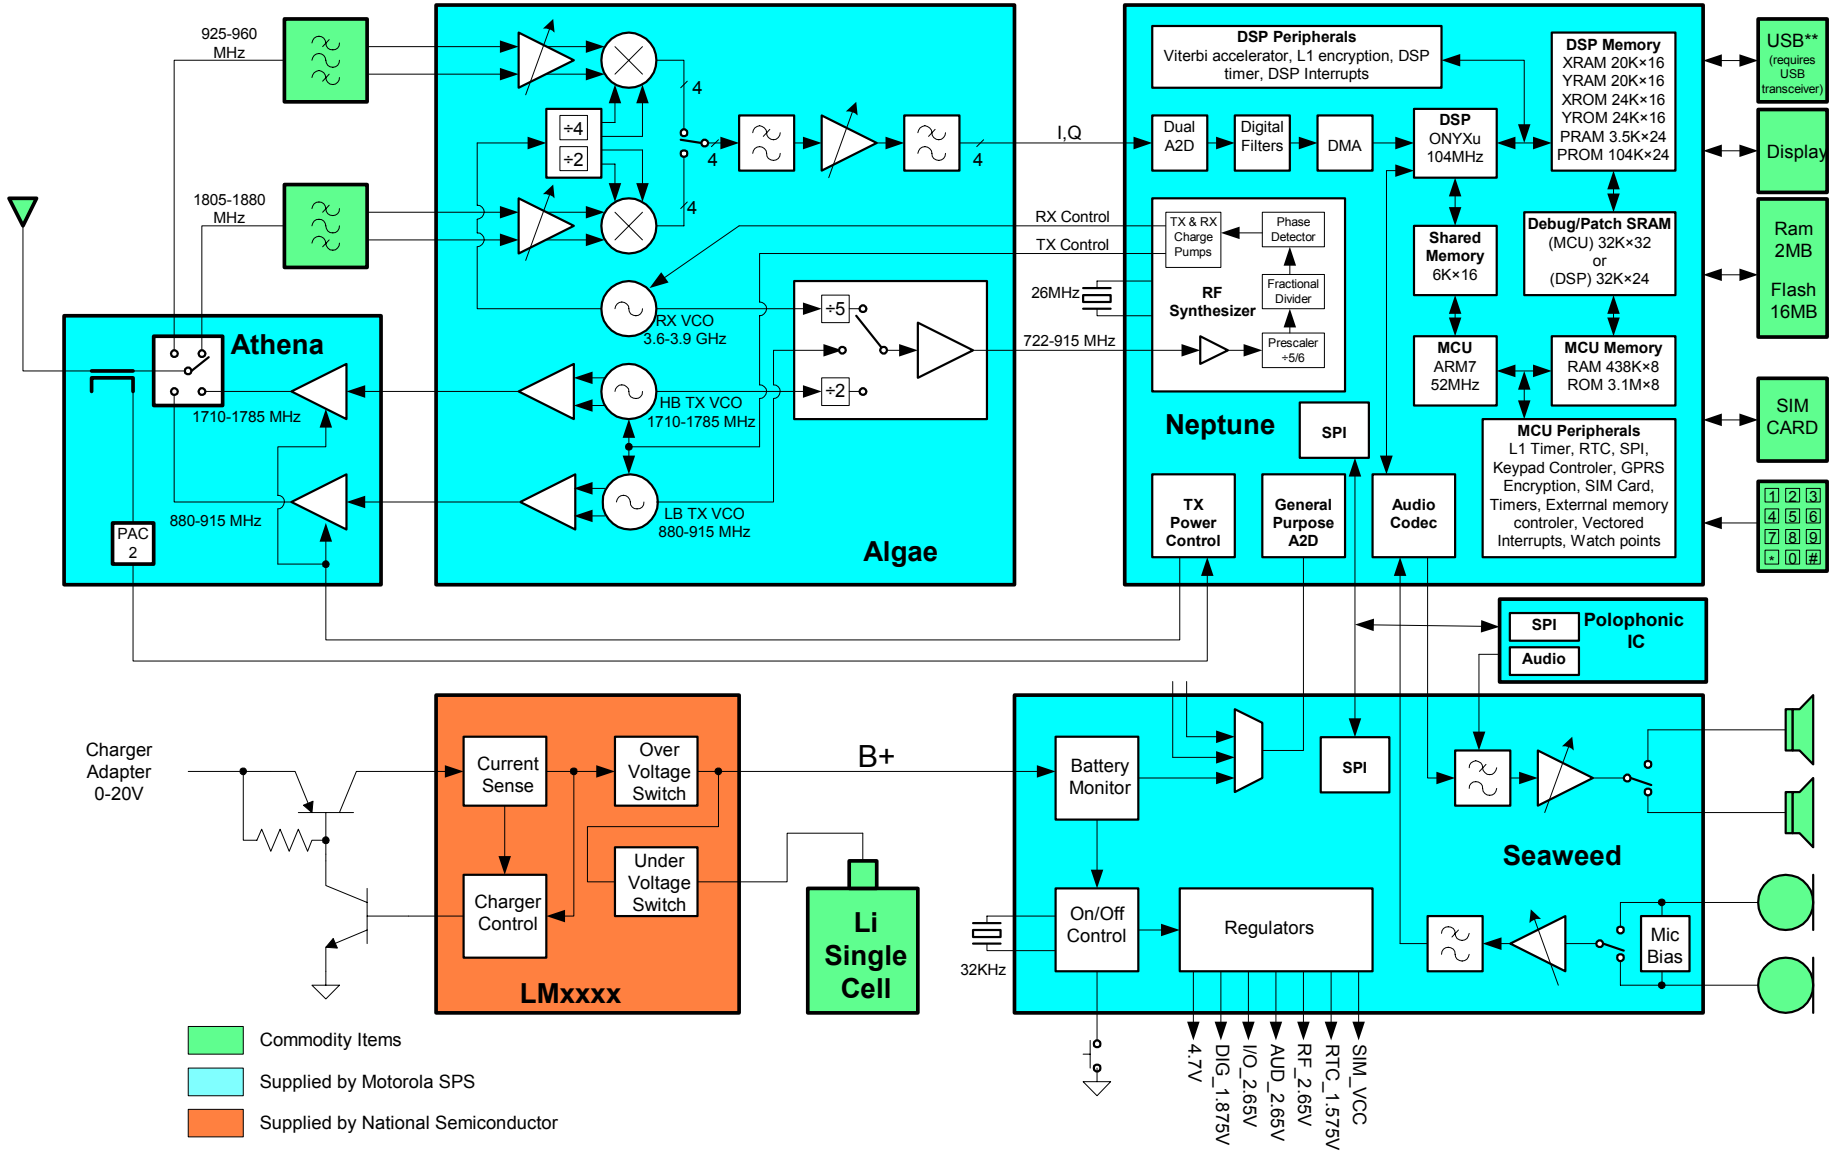 925-960
MHz
1805-1880
MHz
÷4
÷2
4
4
4
4
I,Q
RX Control
TX Control
26MHz
722-915 MHz
÷5
÷2
RX VCO
3.6-3.9 GHz
HB TX VCO
1710-1785 MHz
LB TX VCO
880-915 MHz
Algae
Athena
1710-1785 MHz
880-915 MHz
PAC
2
DSP Peripherals
Viterbi accelerator, L1 encryption, DSP
timer, DSP Interrupts
DSP Memory
XRAM 20K×16
YRAM 20K×16
XROM 24K×16
YROM 24K×16
PRAM 3.5K×24
PROM 104K×24
Dual
A2D
Digital
Filters
DMA
DSP
ONYXu
104MHz
TX & RX
Charge
Pumps
Phase
Detector
Fractional
Divider
Prescaler
÷5/6
RF
Synthesizer
Shared
Memory
6K×16
Debug/Patch SRAM
(MCU) 32K×32
or
(DSP) 32K×24
MCU
ARM7
52MHz
MCU Memory
RAM 438K×8
ROM 3.1M×8
Neptune
SPI
MCU Peripherals
L1 Timer, RTC, SPI,
Keypad Controler, GPRS
Encryption, SIM Card,
Timers, External memory
controler, Vectored
Interrupts, Watch points
TX
Power
Control
General
Purpose
A2D
Audio
Codec
USB**
(requires
USB
transceiver)
Display
Ram
2MB
Flash
16MB
SIM
CARD
1 2 3
4 5 6
7 8 9
* 0 #
SPI
Audio
Polophonic
IC
Charger
Adapter
0-20V
Current
Sense
Over
Voltage
Switch
Under
Voltage
Switch
Charger
Control
LMxxxx
B+
Li
Single
Cell
Battery
Monitor
SPI
Seaweed
On/Off
Control
Regulators
32KHz
Mic
Bias
4.7V
DIG_1.875V
I/O_2.65V
AUD_2.65V
RF_2.65V
RTC_1.575V
SIM_VCC
Commodity Items
Supplied by Motorola SPS
Supplied by National Semiconductor